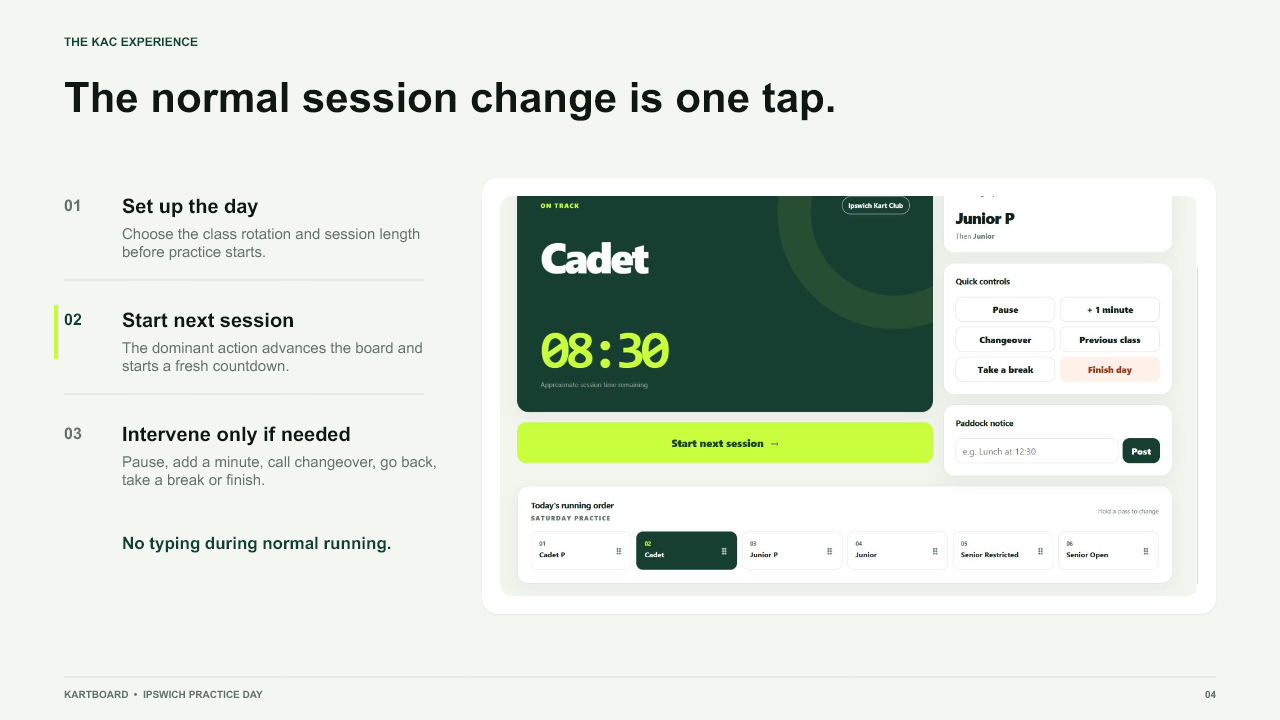 THE KAC EXPERIENCE
The normal session change is one tap.
01
Set up the day
Choose the class rotation and session length
before practice starts.
02
Start next session
The dominant action advances the board and
starts a fresh countdown.
03
Intervene only if needed
Pause, add a minute, call changeover, go back,
take a break or finish.
No typing during normal running.
ON TRACK
Ipswich Kart Club
Cadet
08:30
Approximate session time remaining
Start next session →
Junior P
Then Junior
Quick controls
Pause
+ 1 minute
Changeover
Previous class
Take a break
Finish day
Paddock notice
e.g. Lunch at 12:30
Post
Today's running order
SATURDAY PRACTICE
Hold a class to change
01
Cadet P
02
Cadet
03
Junior P
04
Junior
05
Senior Restricted
06
Senior Open
KARTBOARD • IPSWICH PRACTICE DAY
04